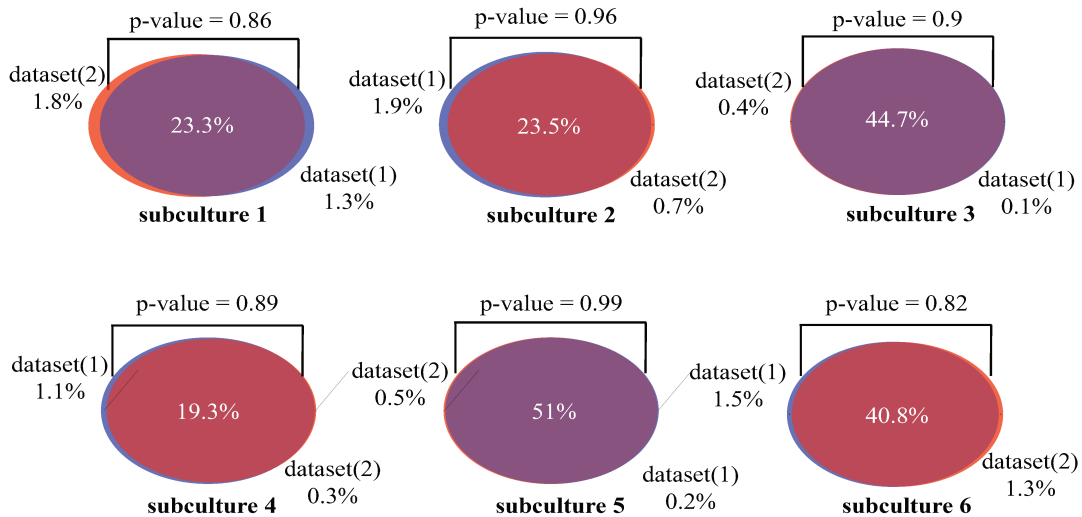 p-value = 0.86
dataset(2)
1.8%
23.3%
dataset(1)
1.3%
subculture 1
p-value = 0.96
dataset(1)
1.9%
23.5%
dataset(2)
0.7%
subculture 2
p-value = 0.9
dataset(2)
0.4%
44.7%
dataset(1)
0.1%
subculture 3
p-value = 0.89
dataset(1)
1.1%
19.3%
dataset(2)
0.3%
subculture 4
p-value = 0.99
dataset(2)
0.5%
51%
dataset(1)
0.2%
subculture 5
p-value = 0.82
dataset(1)
1.5%
40.8%
dataset(2)
1.3%
subculture 6